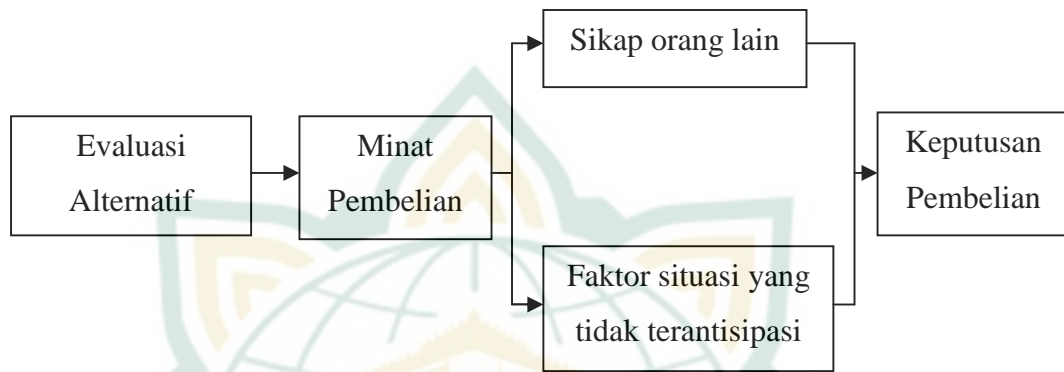 Evaluasi
Alternatif
Minat
Pembelian
Sikap orang lain
Faktor situasi yang
tidak terantisipasi
Keputusan
Pembelian